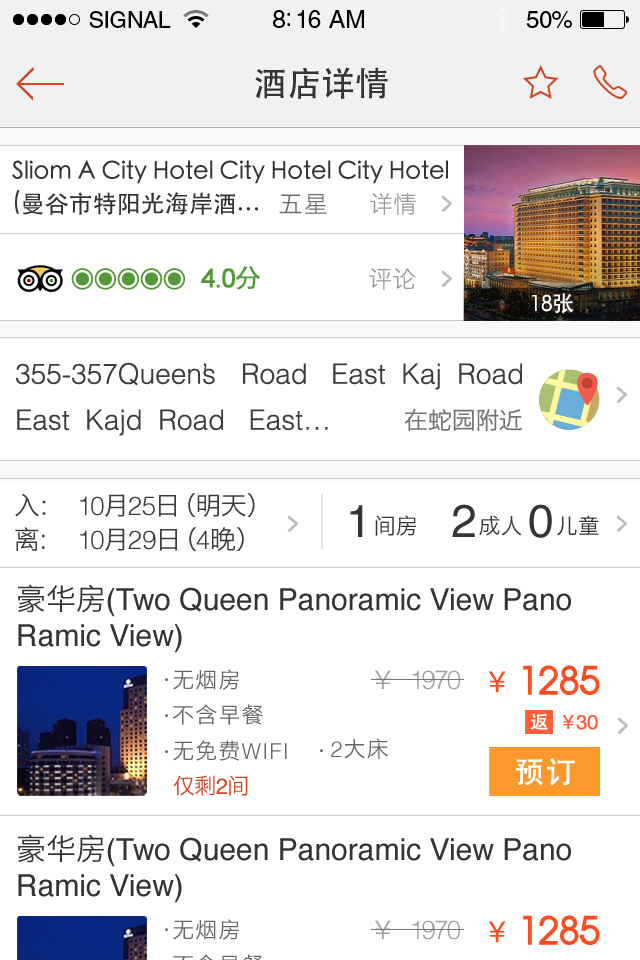 SIGNAL 8:16 AM 50%
酒店详情
Sliom A City Hotel City Hotel City Hotel
(曼谷市特阳光海岸酒... 五星 详情
4.0分 评论
18张
355-357Queen's Road East Kaj Road
East Kajd Road East... 在蛇园附近
入: 10月25日 (明天)
离: 10月29日 (4晚)
1间房 2成人0儿童
豪华房(Two Queen Panoramic View Pano
Ramic View)
·无烟房 ¥ 1970 ¥ 1285
·不含早餐 返 ¥30
·无免费WIFI ·2大床
仅剩2间 预订
豪华房(Two Queen Panoramic View Pano
Ramic View)
·无烟房 ¥ 1970 ¥ 1285
·不含早餐